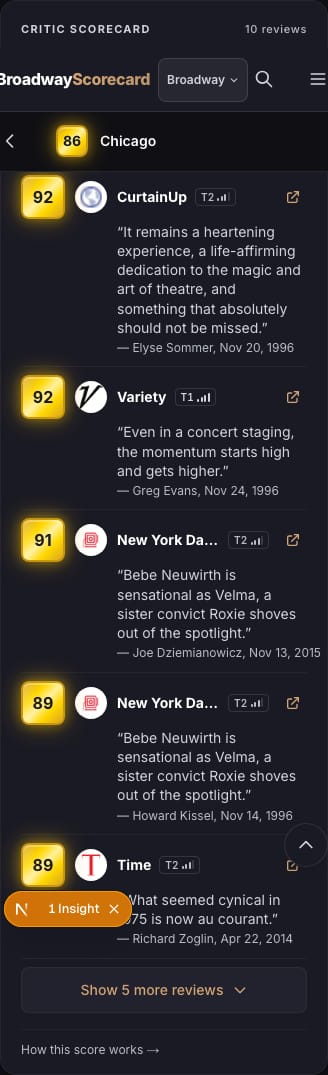 CRITIC SCORECARD
10 reviews
BroadwayScorecard
Broadway
86
Chicago
92
CurtainUp
T2
“It remains a heartening
experience, a life-affirming
dedication to the magic and
art of theatre, and
something that absolutely
should not be missed.”
— Elyse Sommer, Nov 20, 1996
92
V
Variety
T1
“Even in a concert staging,
the momentum starts high
and gets higher.”
— Greg Evans, Nov 24, 1996
91
New York Da...
T2
“Bebe Neuwirth is
sensational as Velma, a
sister convict Roxie shoves
out of the spotlight.”
— Joe Dziemianowicz, Nov 13, 2015
89
New York Da...
T2
“Bebe Neuwirth is
sensational as Velma, a
sister convict Roxie shoves
out of the spotlight.”
— Howard Kissel, Nov 14, 1996
89
T
Time
T2
What seemed cynical in
975 is now au courant.”
— Richard Zoglin, Apr 22, 2014
N
1 Insight
Show 5 more reviews
How this score works →